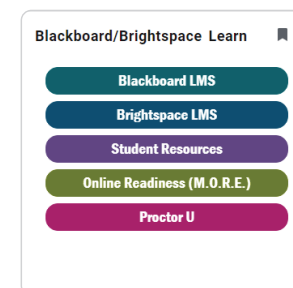 Blackboard/Brightspace Learn
Blackboard LMS
Brightspace LMS
Student Resources
Online Readiness (M.O.R.E.)
Proctor U